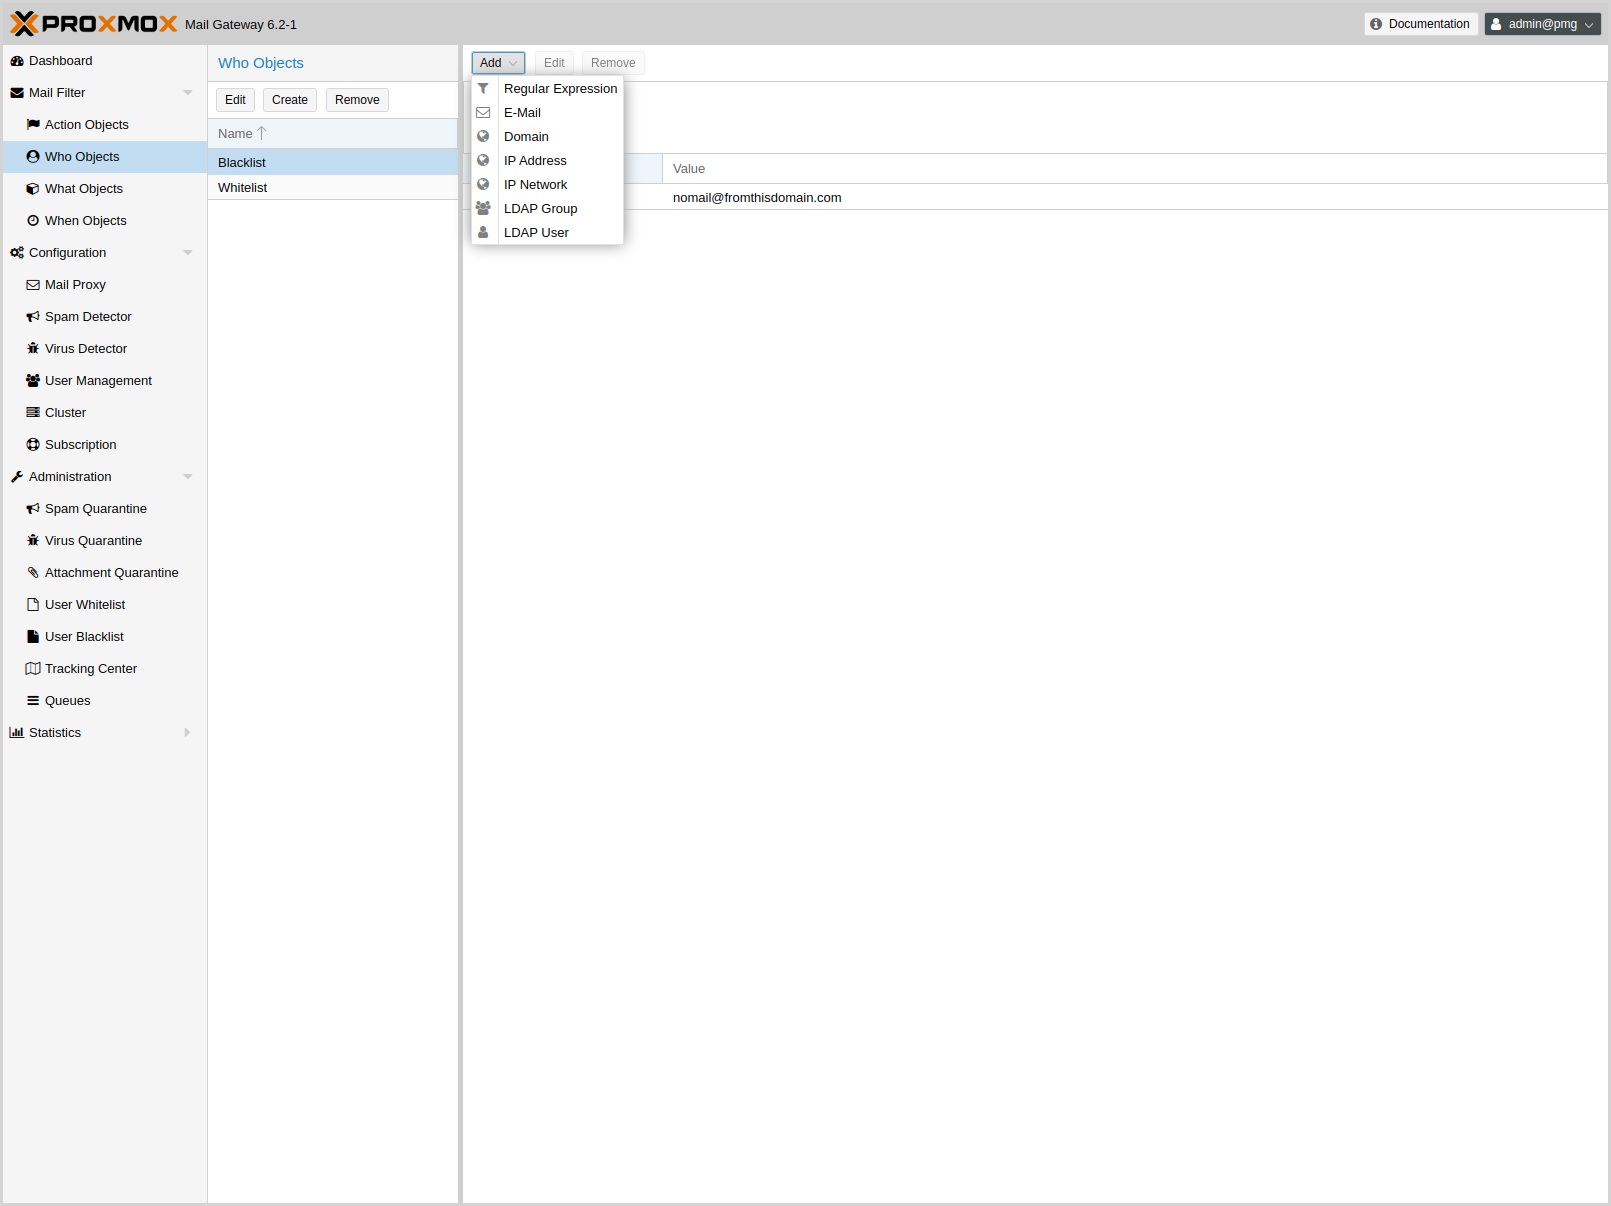 PROXMOX Mail Gateway 6.2-1
Documentation
admin@pmg
Dashboard
Mail Filter
Action Objects
Who Objects
What Objects
When Objects
Configuration
Mail Proxy
Spam Detector
Virus Detector
User Management
Cluster
Subscription
Administration
Spam Quarantine
Virus Quarantine
Attachment Quarantine
User Whitelist
User Blacklist
Tracking Center
Queues
Statistics
Who Objects
Edit Create Remove
Name
Blacklist
Whitelist
Add Edit Remove
Regular Expression
E-Mail
Domain
IP Address
IP Network
LDAP Group
LDAP User
Value
nomail@fromthisdomain.com